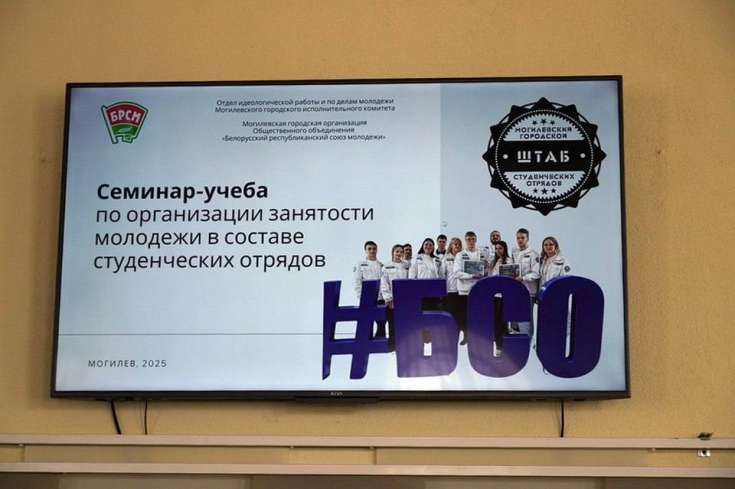 БРСМ
Отдел идеологической работы и по делам молодежи
Могилевского городского исполнительного комитета
Могилевская городская организация
Общественного объединения
«Белорусский республиканский союз молодежи»
МОГИЛЕВСКИЙ
ГОРОДСКОЙ
ШТАБ
СТУДЕНЧЕСКИХ
ОТРЯДОВ
Семинар-учеба
по организации занятости
молодежи в составе
студенческих отрядов
#БСО
МОГИЛЕВ, 2025
KIVI